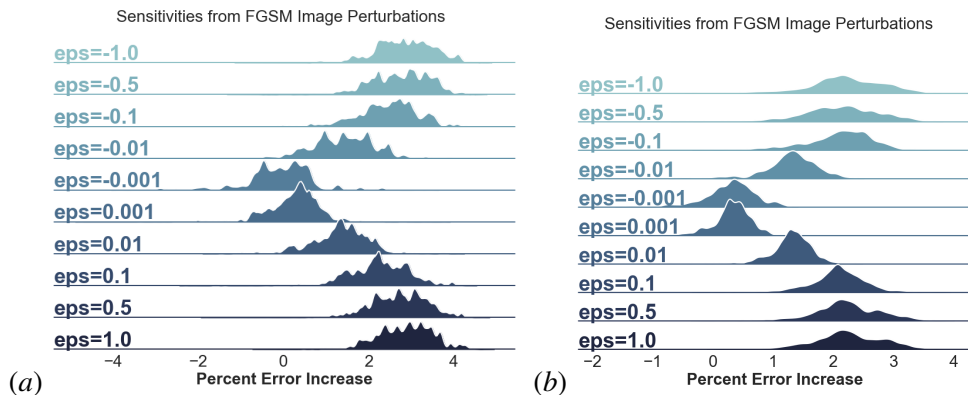 Sensitivities from FGSM Image Perturbations
eps=-1.0
eps=-0.5
eps=-0.1
eps=-0.01
eps=-0.001
eps=0.001
eps=0.01
eps=0.1
eps=0.5
eps=1.0
−4 −2 0 2 4
Percent Error Increase
(a)
Sensitivities from FGSM Image Perturbations
eps=-1.0
eps=-0.5
eps=-0.1
eps=-0.01
eps=-0.001
eps=0.001
eps=0.01
eps=0.1
eps=0.5
eps=1.0
−2 −1 0 1 2 3 4
Percent Error Increase
(b)